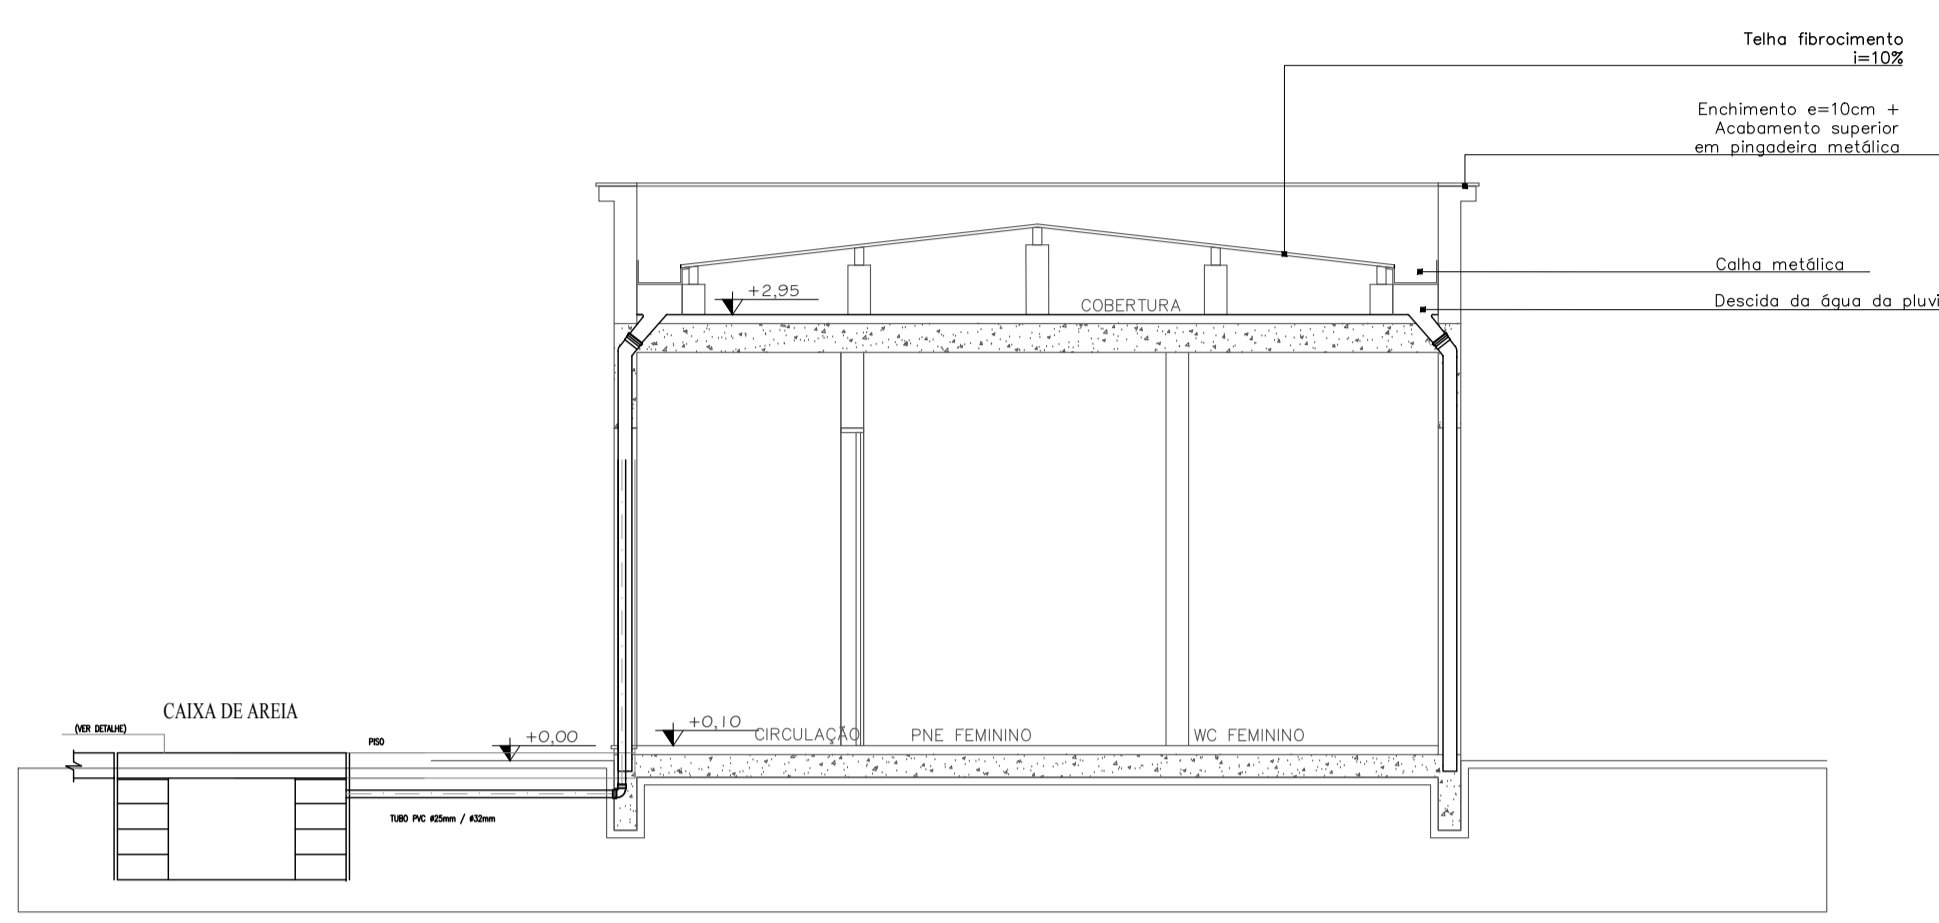 Telha fibrocimento
i=10%
Enchimento e=10cm +
Acabamento superior
em pingadeira metálica
Calha metálica
+2,95
COBERTURA
Descida da água da pluvi
CAIXA DE AREIA
(VER DETALHE)
PISO
+0,00
+0,10
CIRCULAÇÃO
PNE FEMININO
WC FEMININO
TUBO PVC ø25mm / ø32mm